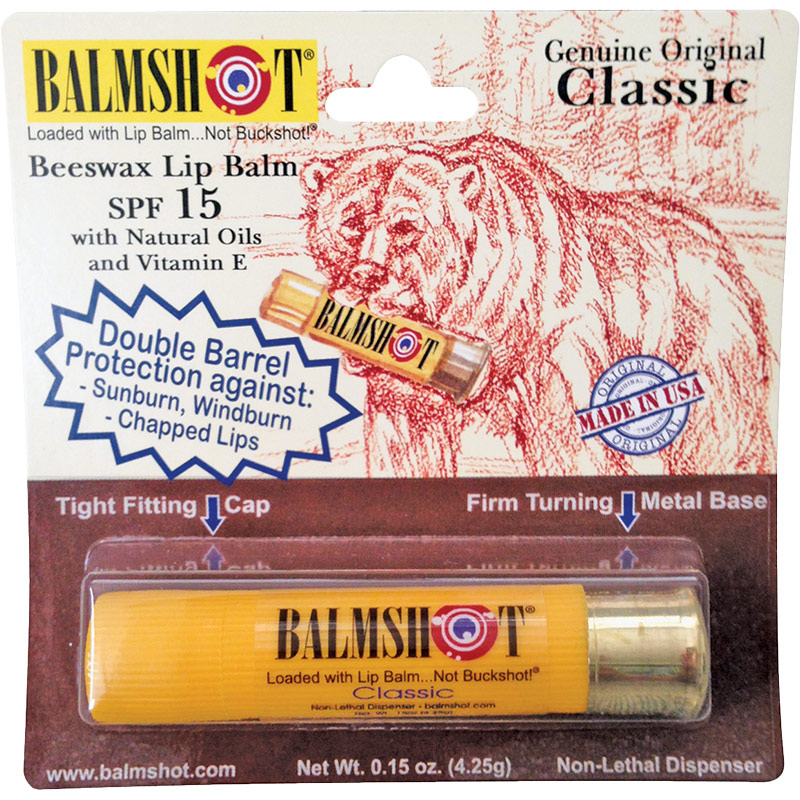 BALMSHOT®
Loaded with Lip Balm...Not Buckshot!®
Genuine Original
Classic
Beeswax Lip Balm
SPF 15
with Natural Oils
and Vitamin E
BALMSHOT
Double Barrel
Protection against:
- Sunburn, Windburn
- Chapped Lips
ORIGINAL
ORIGINAL
MADE IN USA
ORIGINAL
ORIGINAL
Tight Fitting Cap
Firm Turning Metal Base
BALMSHOT®
Loaded with Lip Balm...Not Buckshot!®
Classic
Non-Lethal Dispenser - balmshot.com
www.balmshot.com
Net Wt. 0.15 oz. (4.25g)
Non-Lethal Dispenser